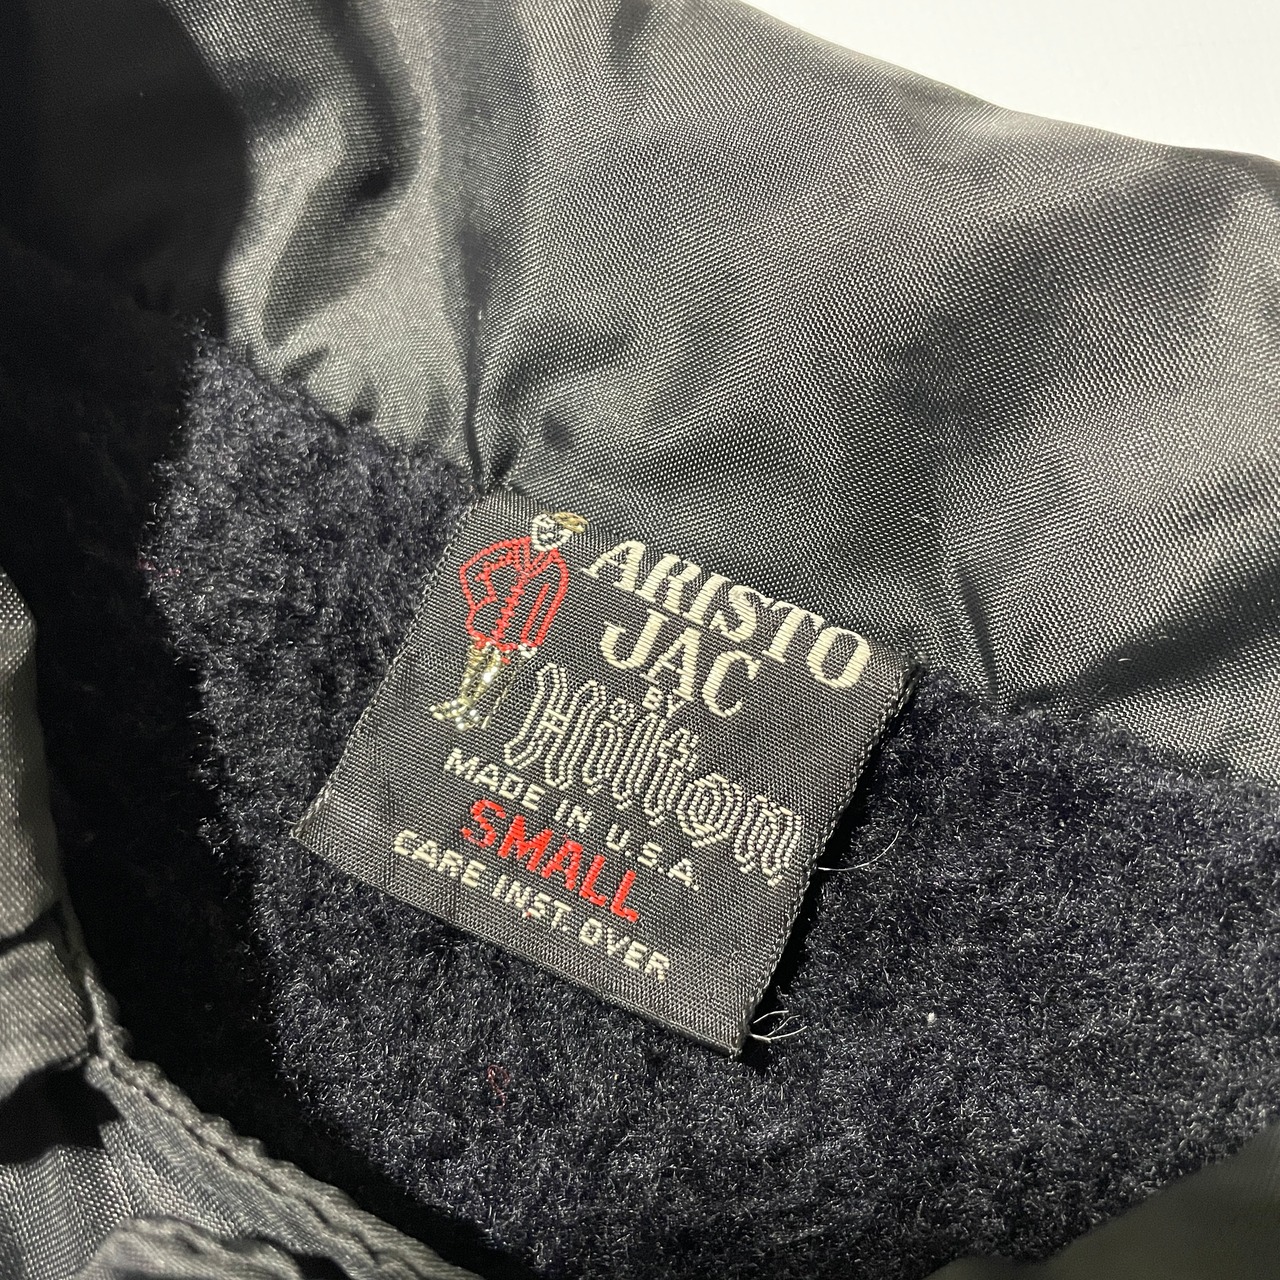 ARISTO
JAC
BY
Hilton
MADE IN U.S.A.
SMALL
CARE INST. OVER